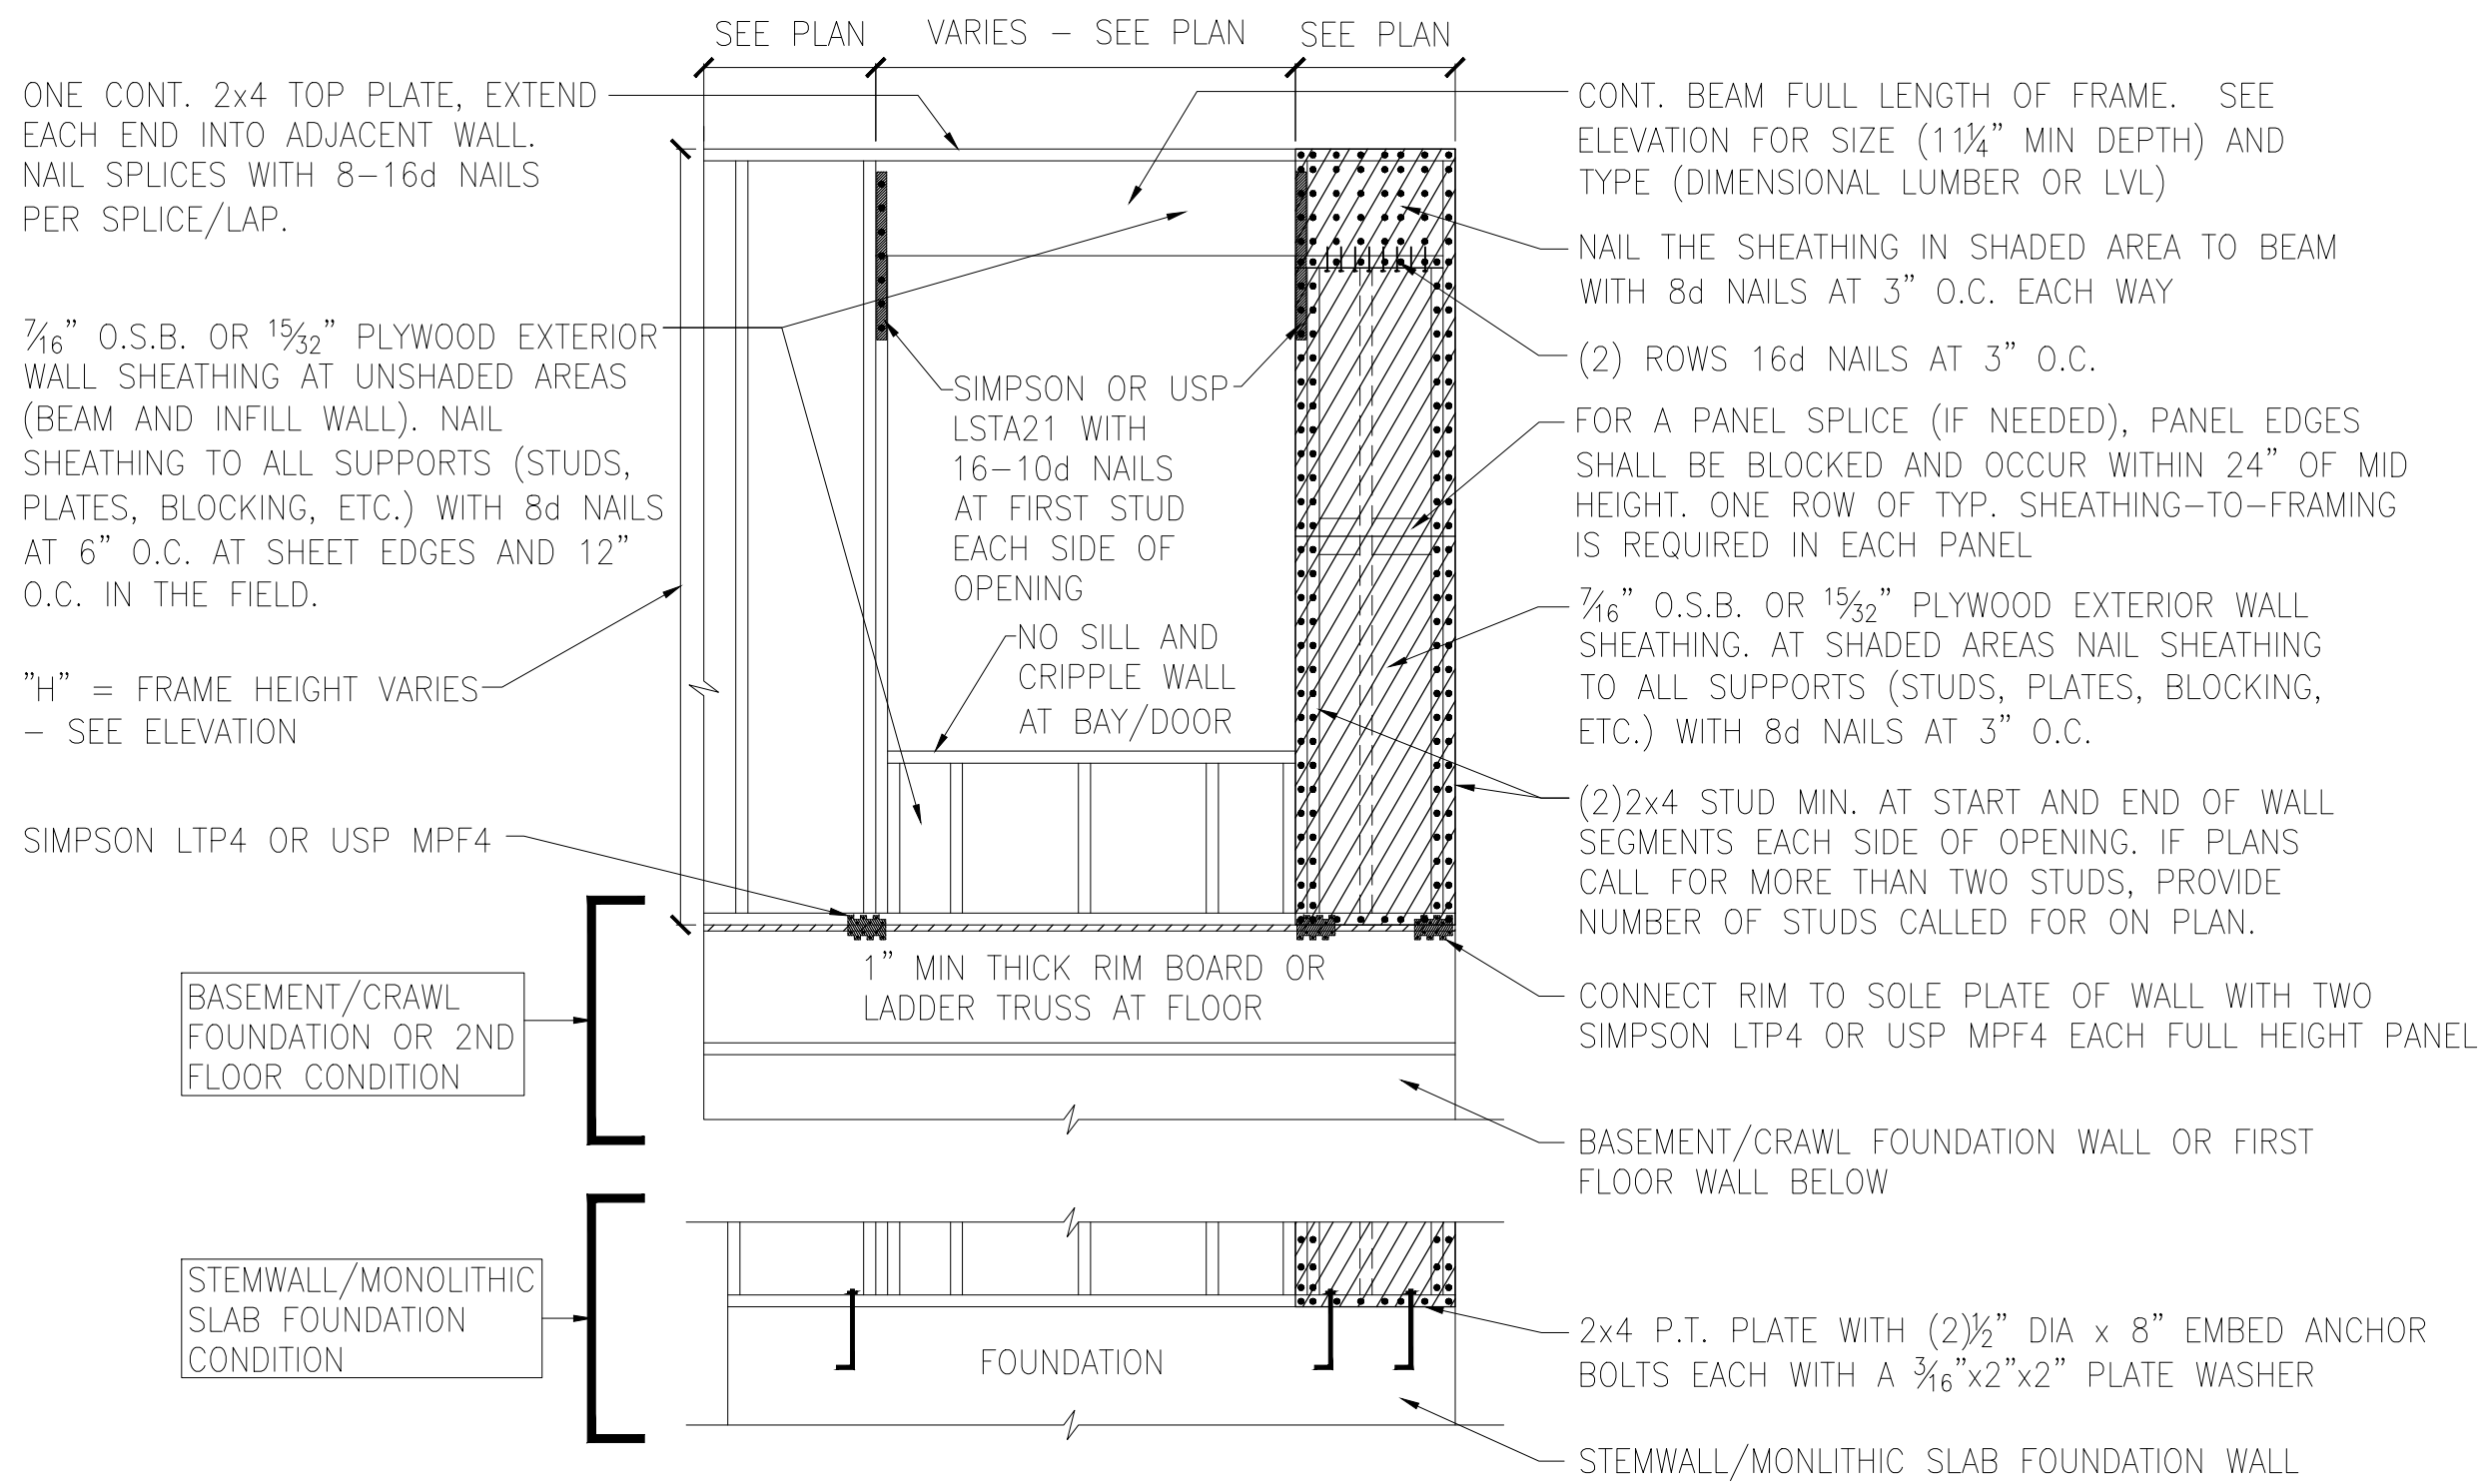 SEE PLAN
VARIES – SEE PLAN
SEE PLAN
ONE CONT. 2x4 TOP PLATE, EXTEND
EACH END INTO ADJACENT WALL.
NAIL SPLICES WITH 8–16d NAILS
PER SPLICE/LAP.
7/16" O.S.B. OR 15/32" PLYWOOD EXTERIOR
WALL SHEATHING AT UNSHADED AREAS
(BEAM AND INFILL WALL). NAIL
SHEATHING TO ALL SUPPORTS (STUDS,
PLATES, BLOCKING, ETC.) WITH 8d NAILS
AT 6" O.C. AT SHEET EDGES AND 12"
O.C. IN THE FIELD.
"H" = FRAME HEIGHT VARIES
– SEE ELEVATION
SIMPSON LTP4 OR USP MPF4
BASEMENT/CRAWL
FOUNDATION OR 2ND
FLOOR CONDITION
STEMWALL/MONOLITHIC
SLAB FOUNDATION
CONDITION
SIMPSON OR USP
LSTA21 WITH
16–10d NAILS
AT FIRST STUD
EACH SIDE OF
OPENING
NO SILL AND
CRIPPLE WALL
AT BAY/DOOR
1" MIN THICK RIM BOARD OR
LADDER TRUSS AT FLOOR
FOUNDATION
CONT. BEAM FULL LENGTH OF FRAME. SEE
ELEVATION FOR SIZE (11¼" MIN DEPTH) AND
TYPE (DIMENSIONAL LUMBER OR LVL)
NAIL THE SHEATHING IN SHADED AREA TO BEAM
WITH 8d NAILS AT 3" O.C. EACH WAY
(2) ROWS 16d NAILS AT 3" O.C.
FOR A PANEL SPLICE (IF NEEDED), PANEL EDGES
SHALL BE BLOCKED AND OCCUR WITHIN 24" OF MID
HEIGHT. ONE ROW OF TYP. SHEATHING–TO–FRAMING
IS REQUIRED IN EACH PANEL
7/16" O.S.B. OR 15/32" PLYWOOD EXTERIOR WALL
SHEATHING. AT SHADED AREAS NAIL SHEATHING
TO ALL SUPPORTS (STUDS, PLATES, BLOCKING,
ETC.) WITH 8d NAILS AT 3" O.C.
(2)2x4 STUD MIN. AT START AND END OF WALL
SEGMENTS EACH SIDE OF OPENING. IF PLANS
CALL FOR MORE THAN TWO STUDS, PROVIDE
NUMBER OF STUDS CALLED FOR ON PLAN.
CONNECT RIM TO SOLE PLATE OF WALL WITH TWO
SIMPSON LTP4 OR USP MPF4 EACH FULL HEIGHT PANEL
BASEMENT/CRAWL FOUNDATION WALL OR FIRST
FLOOR WALL BELOW
2x4 P.T. PLATE WITH (2)½" DIA x 8" EMBED ANCHOR
BOLTS EACH WITH A 3/16"x2"x2" PLATE WASHER
STEMWALL/MONLITHIC SLAB FOUNDATION WALL